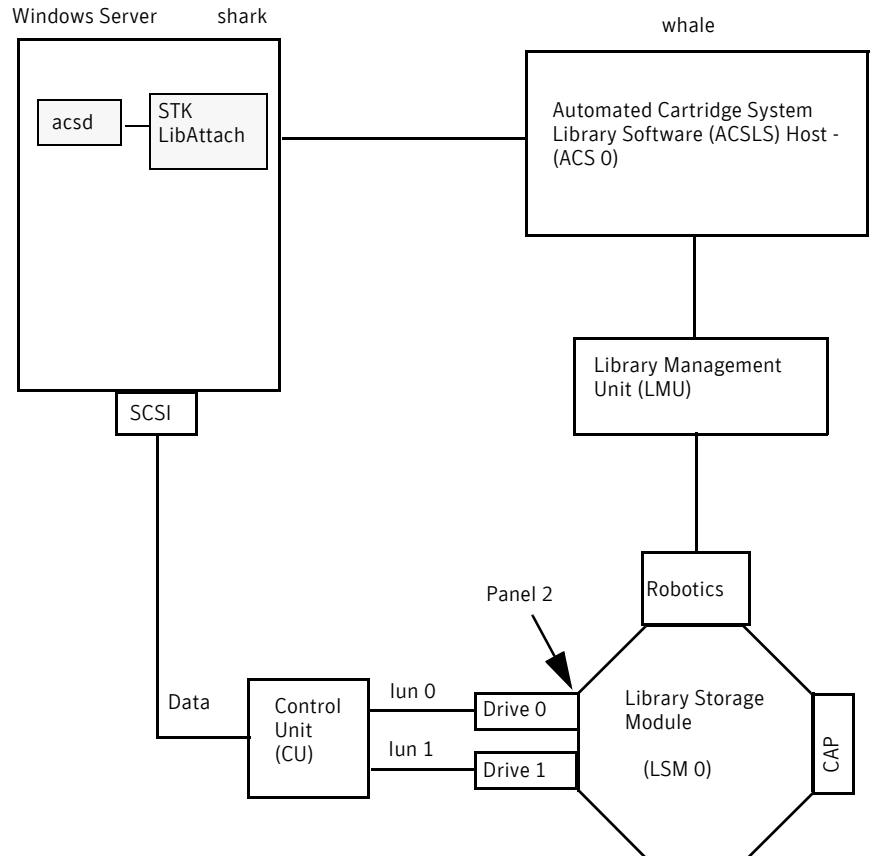 Windows Server shark
whale
acsd
STK
LibAttach
Automated Cartridge System
Library Software (ACSLS) Host -
(ACS 0)
Library Management
Unit (LMU)
SCSI
Robotics
Panel 2
Data
Control
Unit
(CU)
lun 0
lun 1
Drive 0
Drive 1
Library Storage
Module
(LSM 0)
CAP